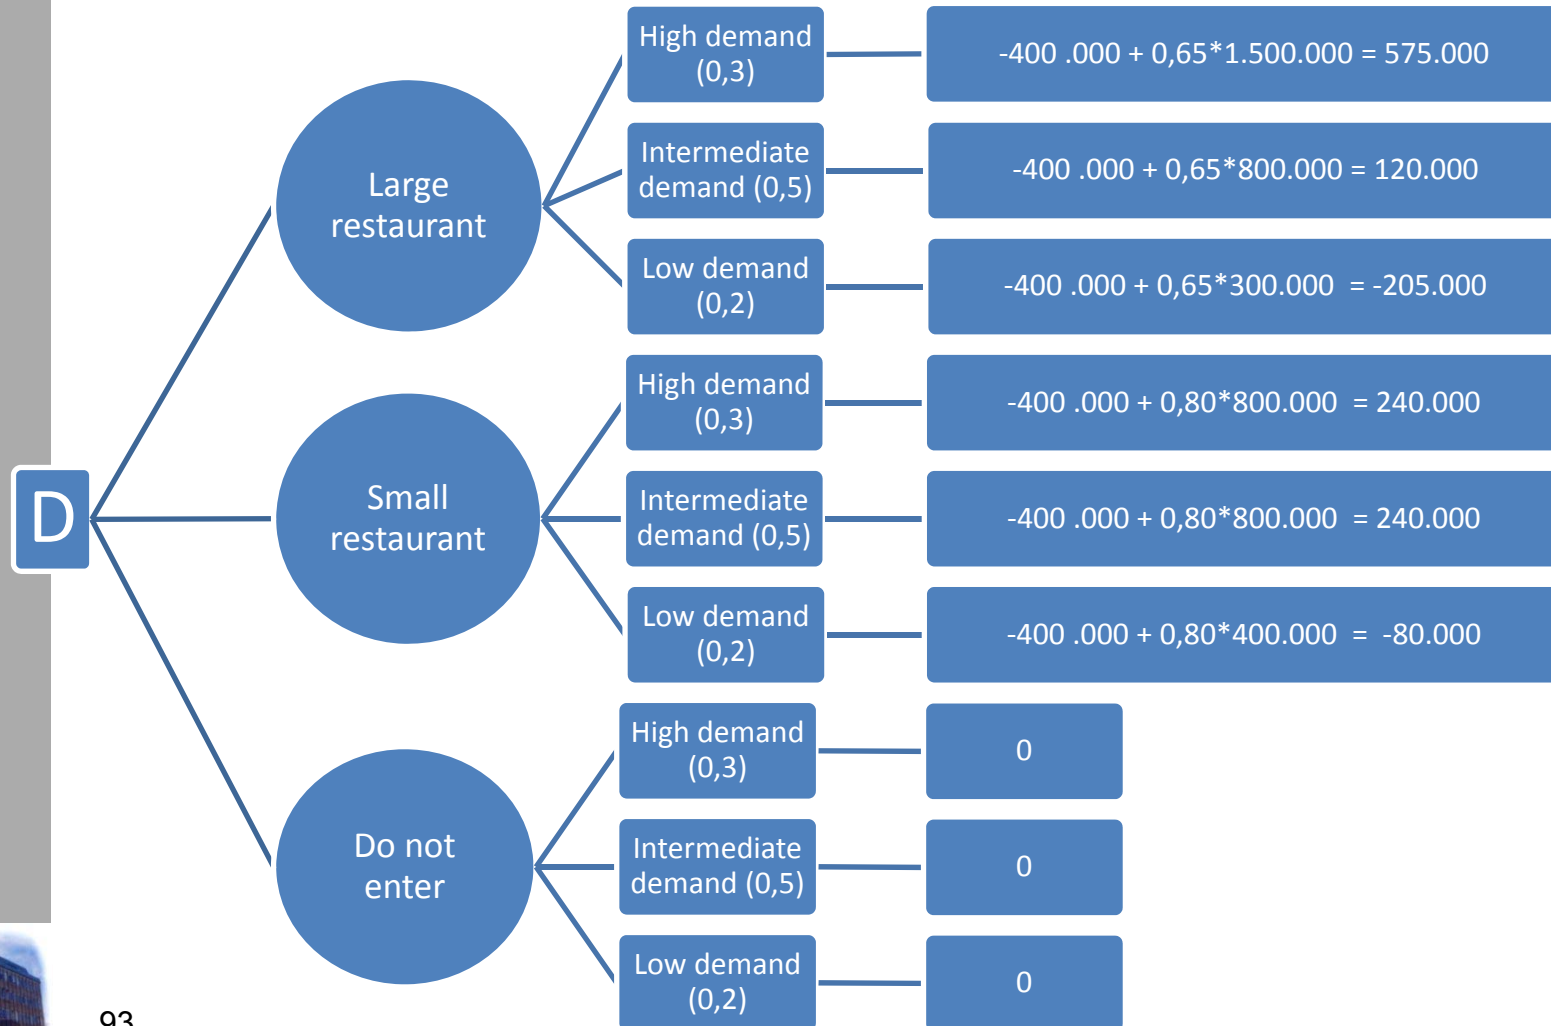 High demand
(0,3)
-400 .000 + 0,65*1.500.000 = 575.000
Intermediate
demand (0,5)
-400 .000 + 0,65*800.000 = 120.000
Large
restaurant
Low demand
(0,2)
-400 .000 + 0,65*300.000  = -205.000
High demand
(0,3)
-400 .000 + 0,80*800.000  = 240.000
D
Small
restaurant
Intermediate
demand (0,5)
-400 .000 + 0,80*800.000  = 240.000
Low demand
(0,2)
-400 .000 + 0,80*400.000  =  -80.000
High demand
(0,3)
0
Do not
enter
Intermediate
demand (0,5)
0
Low demand
(0,2)
0
93